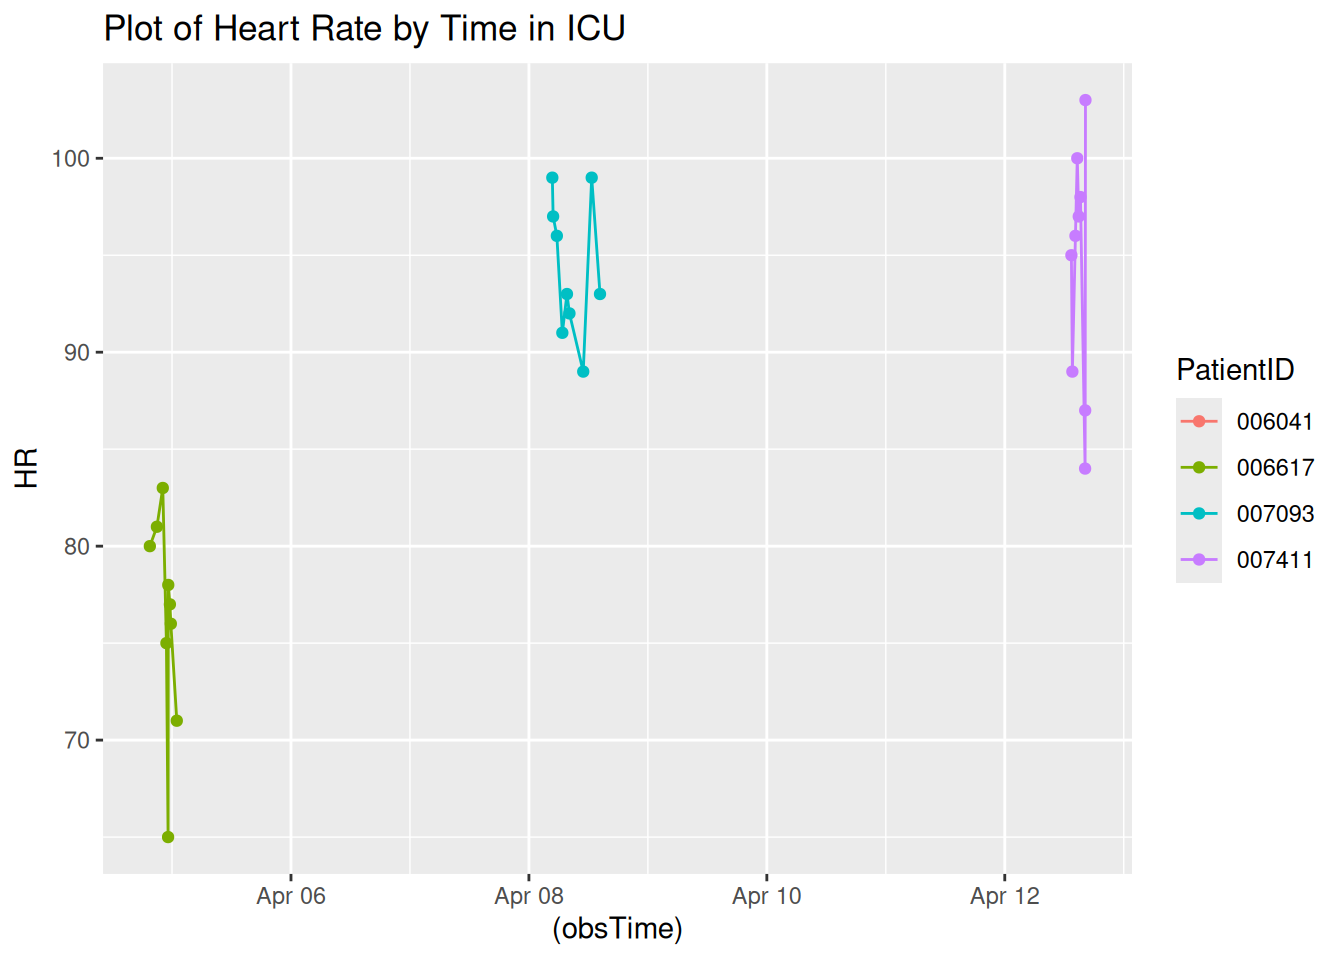 Plot of Heart Rate by Time in ICU
100
90
80
70
HR
Apr 06
Apr 08
Apr 10
Apr 12
(obsTime)
PatientID
006041
006617
007093
007411